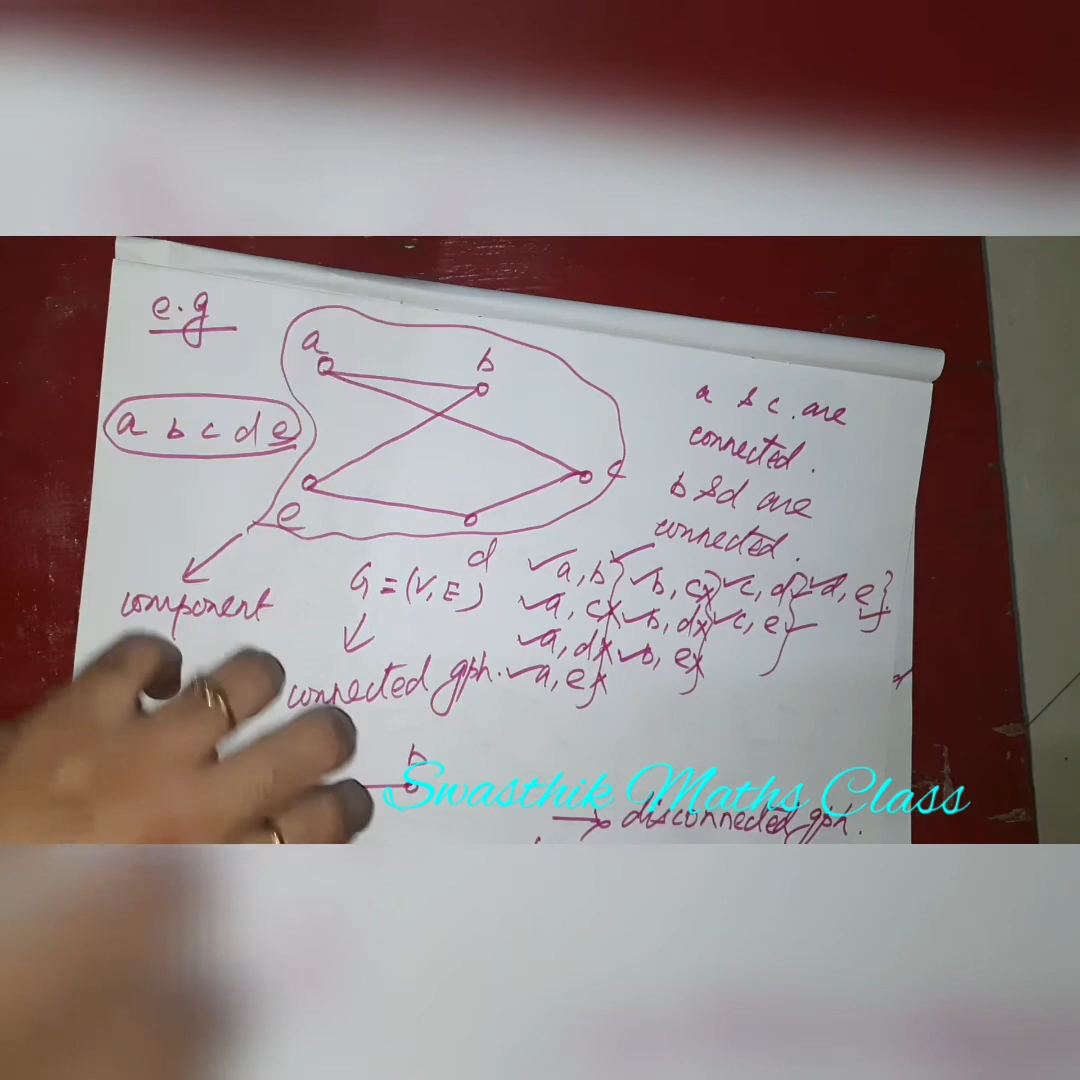 e.g
a
b
a b c d e
c
e
d
a & c are
connected.
b & d are
connected.
component
G = (V, E)
connected gph.
✓a, b} ✓b, c} ✓c, d} ✓d, e}
✓a, c} ✓b, d} ✓c, e}
✓a, d} ✓b, e}
✓a, e}
b
Swasthik Maths Class
→ disconnected gph.